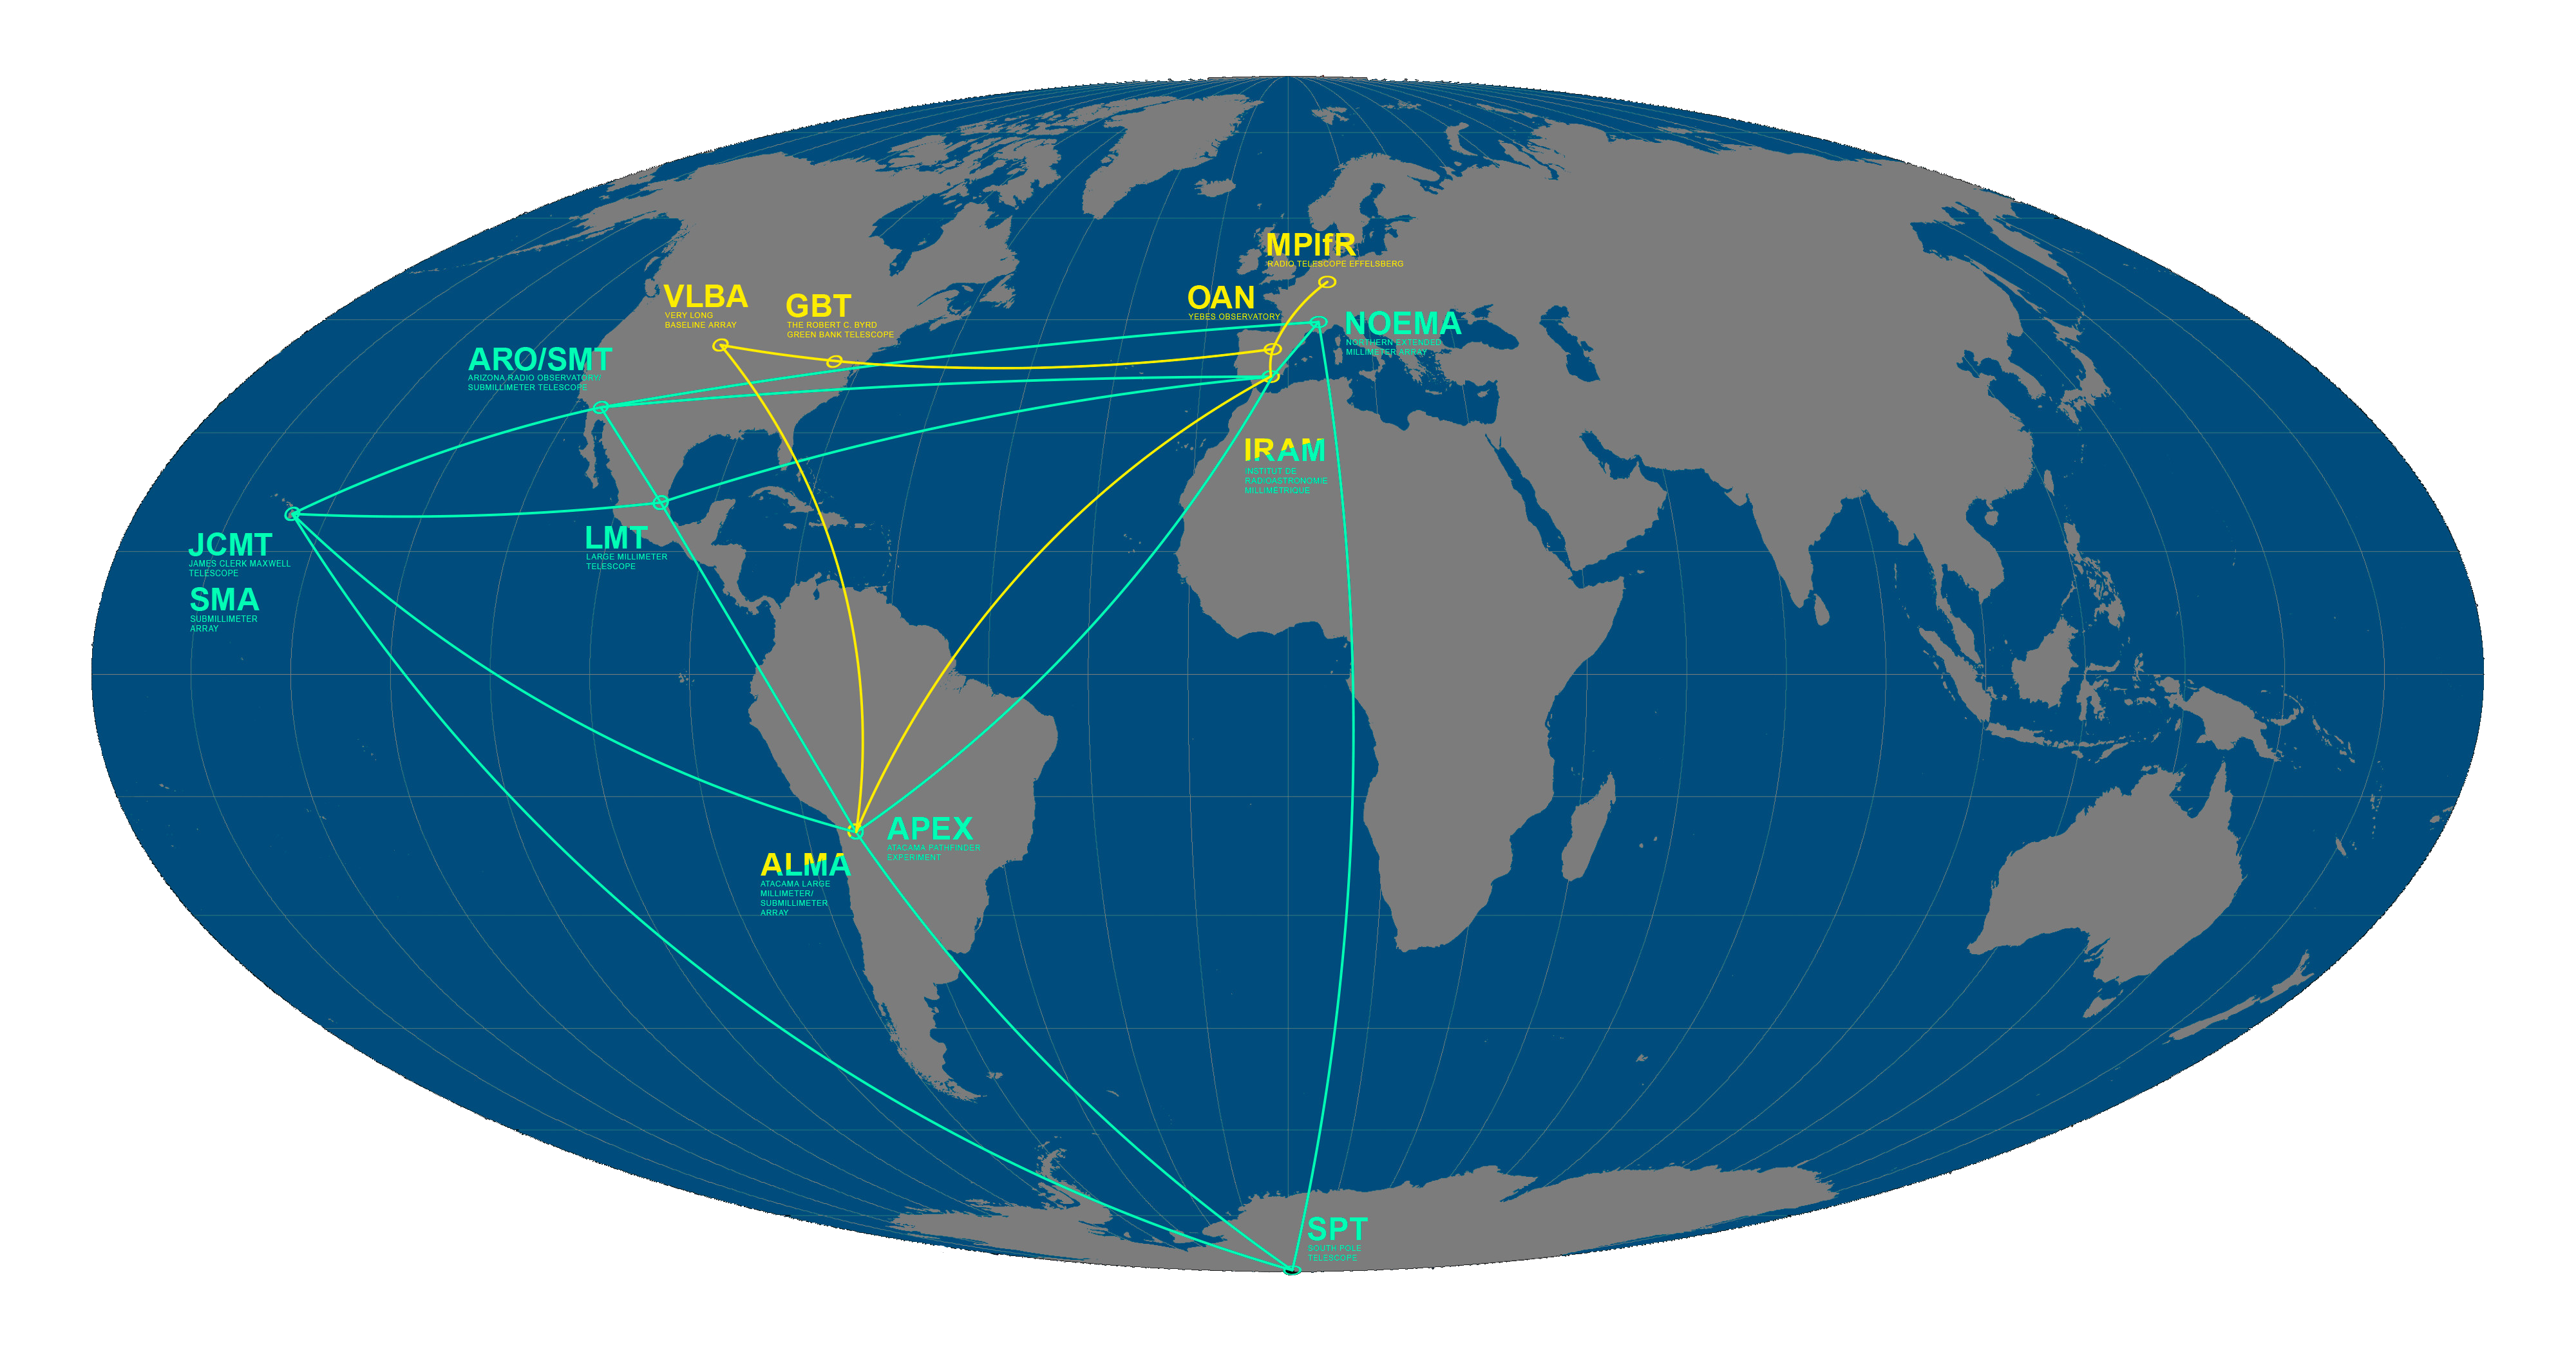 MPIfR
RADIO TELESCOPE EFFELSBERG
VLBA
VERY LONG
BASELINE ARRAY
GBT
THE ROBERT C. BYRD
GREEN BANK TELESCOPE
OAN
YEBES OBSERVATORY
NOEMA
NORTHERN EXTENDED
MILLIMETER ARRAY
ARO/SMT
ARIZONA RADIO OBSERVATORY/
SUBMILLIMETER TELESCOPE
IRAM
INSTITUT DE
RADIOASTRONOMIE
MILLIMETRIQUE
JCMT
JAMES CLERK MAXWELL
TELESCOPE
SMA
SUBMILLIMETER
ARRAY
LMT
LARGE MILLIMETER
TELESCOPE
APEX
ATACAMA PATHFINDER
EXPERIMENT
ALMA
ATACAMA LARGE
MILLIMETER/
SUBMILLIMETER
ARRAY
SPT
SOUTH POLE
TELESCOPE